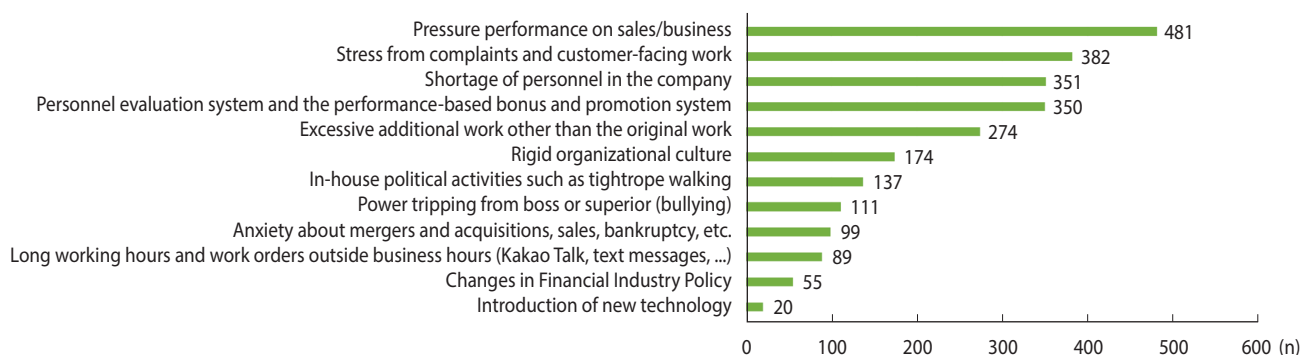 Pressure performance on sales/business 481
Stress from complaints and customer-facing work 382
Shortage of personnel in the company 351
Personnel evaluation system and the performance-based bonus and promotion system 350
Excessive additional work other than the original work 274
Rigid organizational culture 174
In-house political activities such as tightrope walking 137
Power tripping from boss or superior (bullying) 111
Anxiety about mergers and acquisitions, sales, bankruptcy, etc. 99
Long working hours and work orders outside business hours (Kakao Talk, text messages, ...) 89
Changes in Financial Industry Policy 55
Introduction of new technology 20
0 100 200 300 400 500 600 (n)